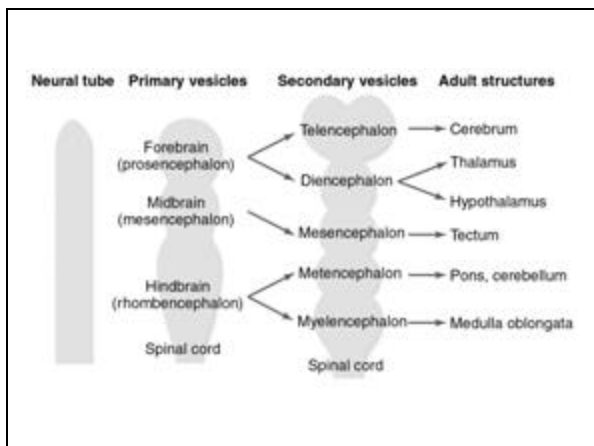 Neural tube
Primary vesicles
Secondary vesicles
Adult structures
Forebrain
(prosencephalon)
Midbrain
(mesencephalon)
Hindbrain
(rhombencephalon)
Spinal cord
Telencephalon
Diencephalon
Mesencephalon
Metencephalon
Myelencephalon
Spinal cord
Cerebrum
Thalamus
Hypothalamus
Tectum
Pons, cerebellum
Medulla oblongata